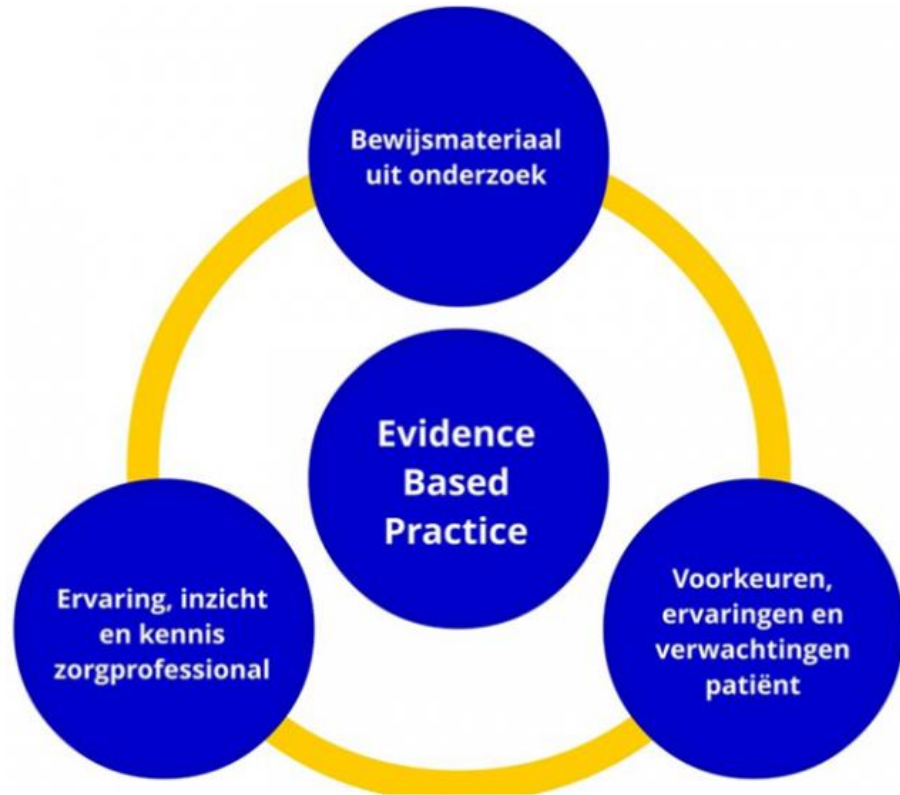 Bewijsmateriaal
uit onderzoek
Evidence
Based
Practice
Ervaring, inzicht
en kennis
zorgprofessional
Voorkeuren,
ervaringen en
verwachtingen
patiënt